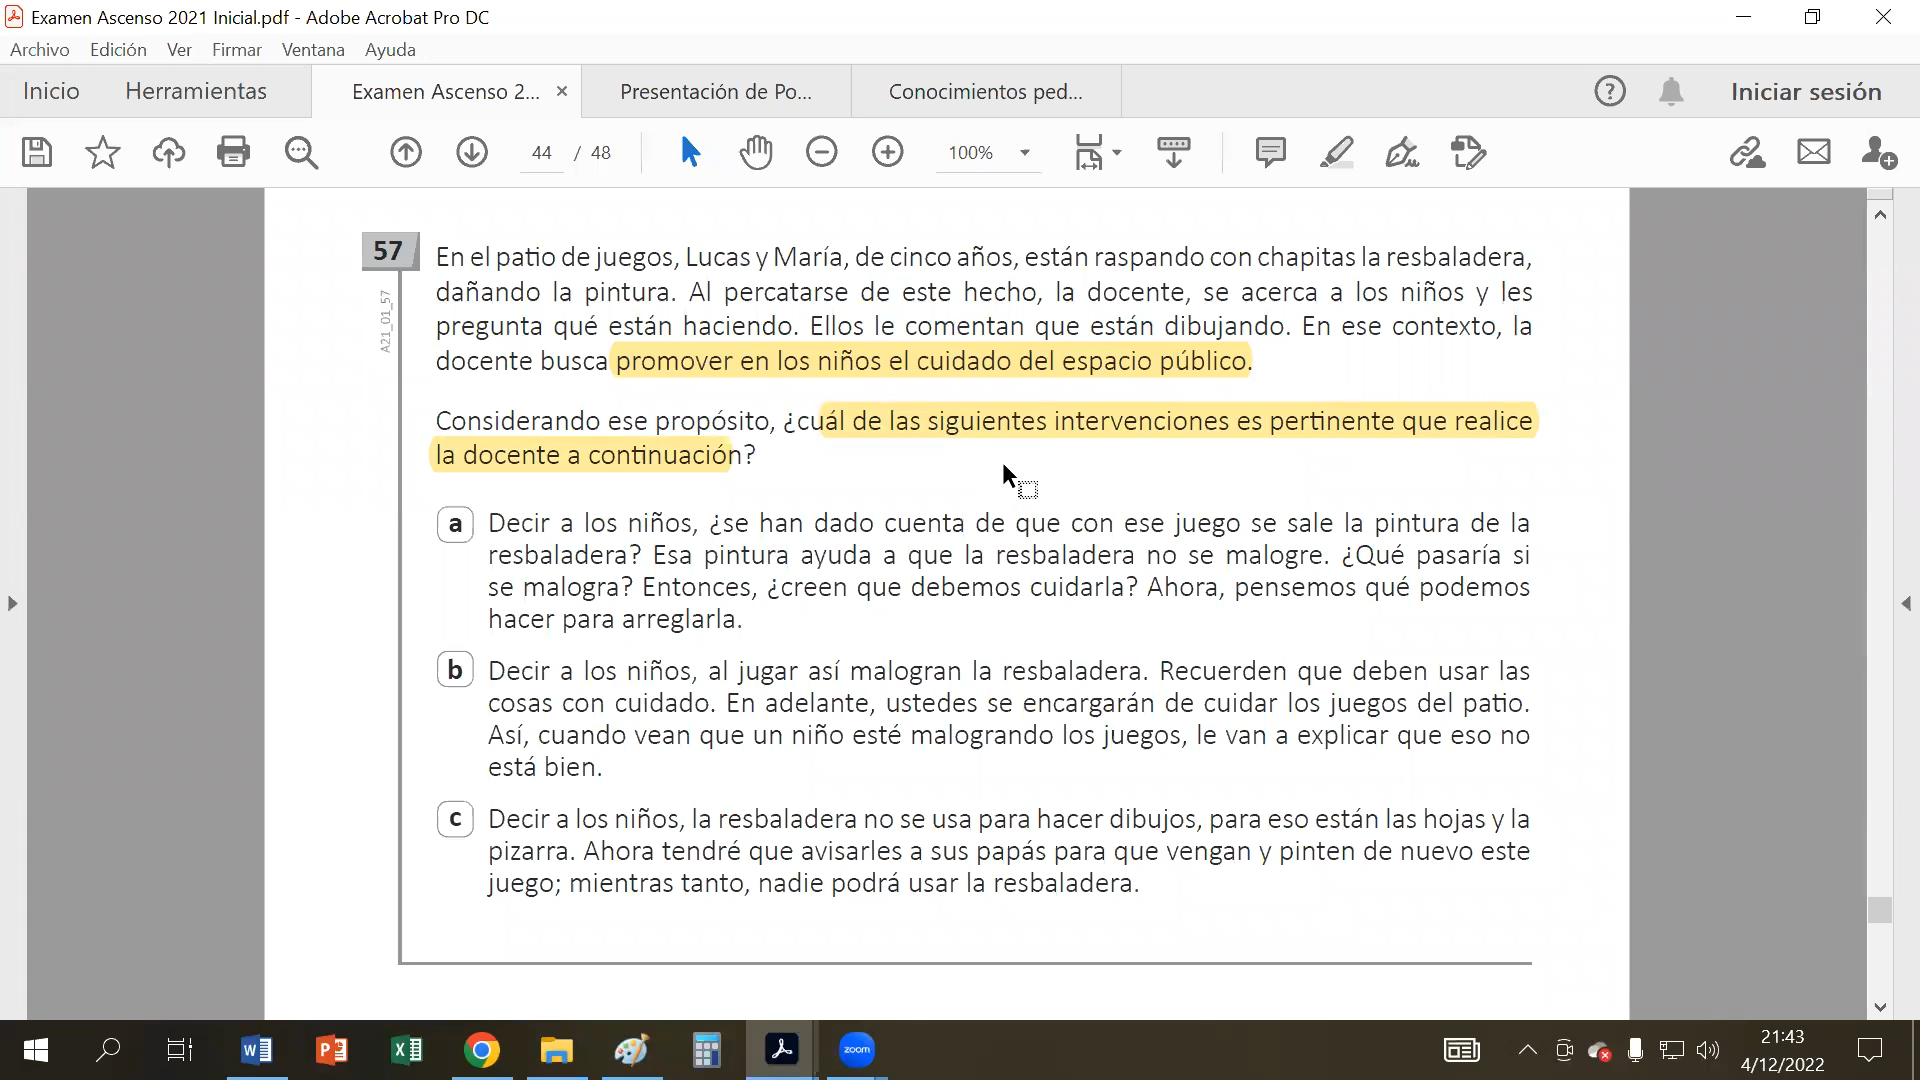 Examen Ascenso 2021 Inicial.pdf - Adobe Acrobat Pro DC
Archivo Edición Ver Firmar Ventana Ayuda
Inicio Herramientas Examen Ascenso 2... × Presentación de Po... Conocimientos ped... Iniciar sesión
44 / 48 100%
57
A21_01_57
En el patio de juegos, Lucas y María, de cinco años, están raspando con chapitas la resbaladera,
dañando la pintura. Al percatarse de este hecho, la docente, se acerca a los niños y les
pregunta qué están haciendo. Ellos le comentan que están dibujando. En ese contexto, la
docente busca promover en los niños el cuidado del espacio público.
Considerando ese propósito, ¿cuál de las siguientes intervenciones es pertinente que realice
la docente a continuación?
a Decir a los niños, ¿se han dado cuenta de que con ese juego se sale la pintura de la
resbaladera? Esa pintura ayuda a que la resbaladera no se malogre. ¿Qué pasaría si
se malogra? Entonces, ¿creen que debemos cuidarla? Ahora, pensemos qué podemos
hacer para arreglarla.
b Decir a los niños, al jugar así malogran la resbaladera. Recuerden que deben usar las
cosas con cuidado. En adelante, ustedes se encargarán de cuidar los juegos del patio.
Así, cuando vean que un niño esté malogrando los juegos, le van a explicar que eso no
está bien.
c Decir a los niños, la resbaladera no se usa para hacer dibujos, para eso están las hojas y la
pizarra. Ahora tendré que avisarles a sus papás para que vengan y pinten de nuevo este
juego; mientras tanto, nadie podrá usar la resbaladera.
zoom
21:43
4/12/2022